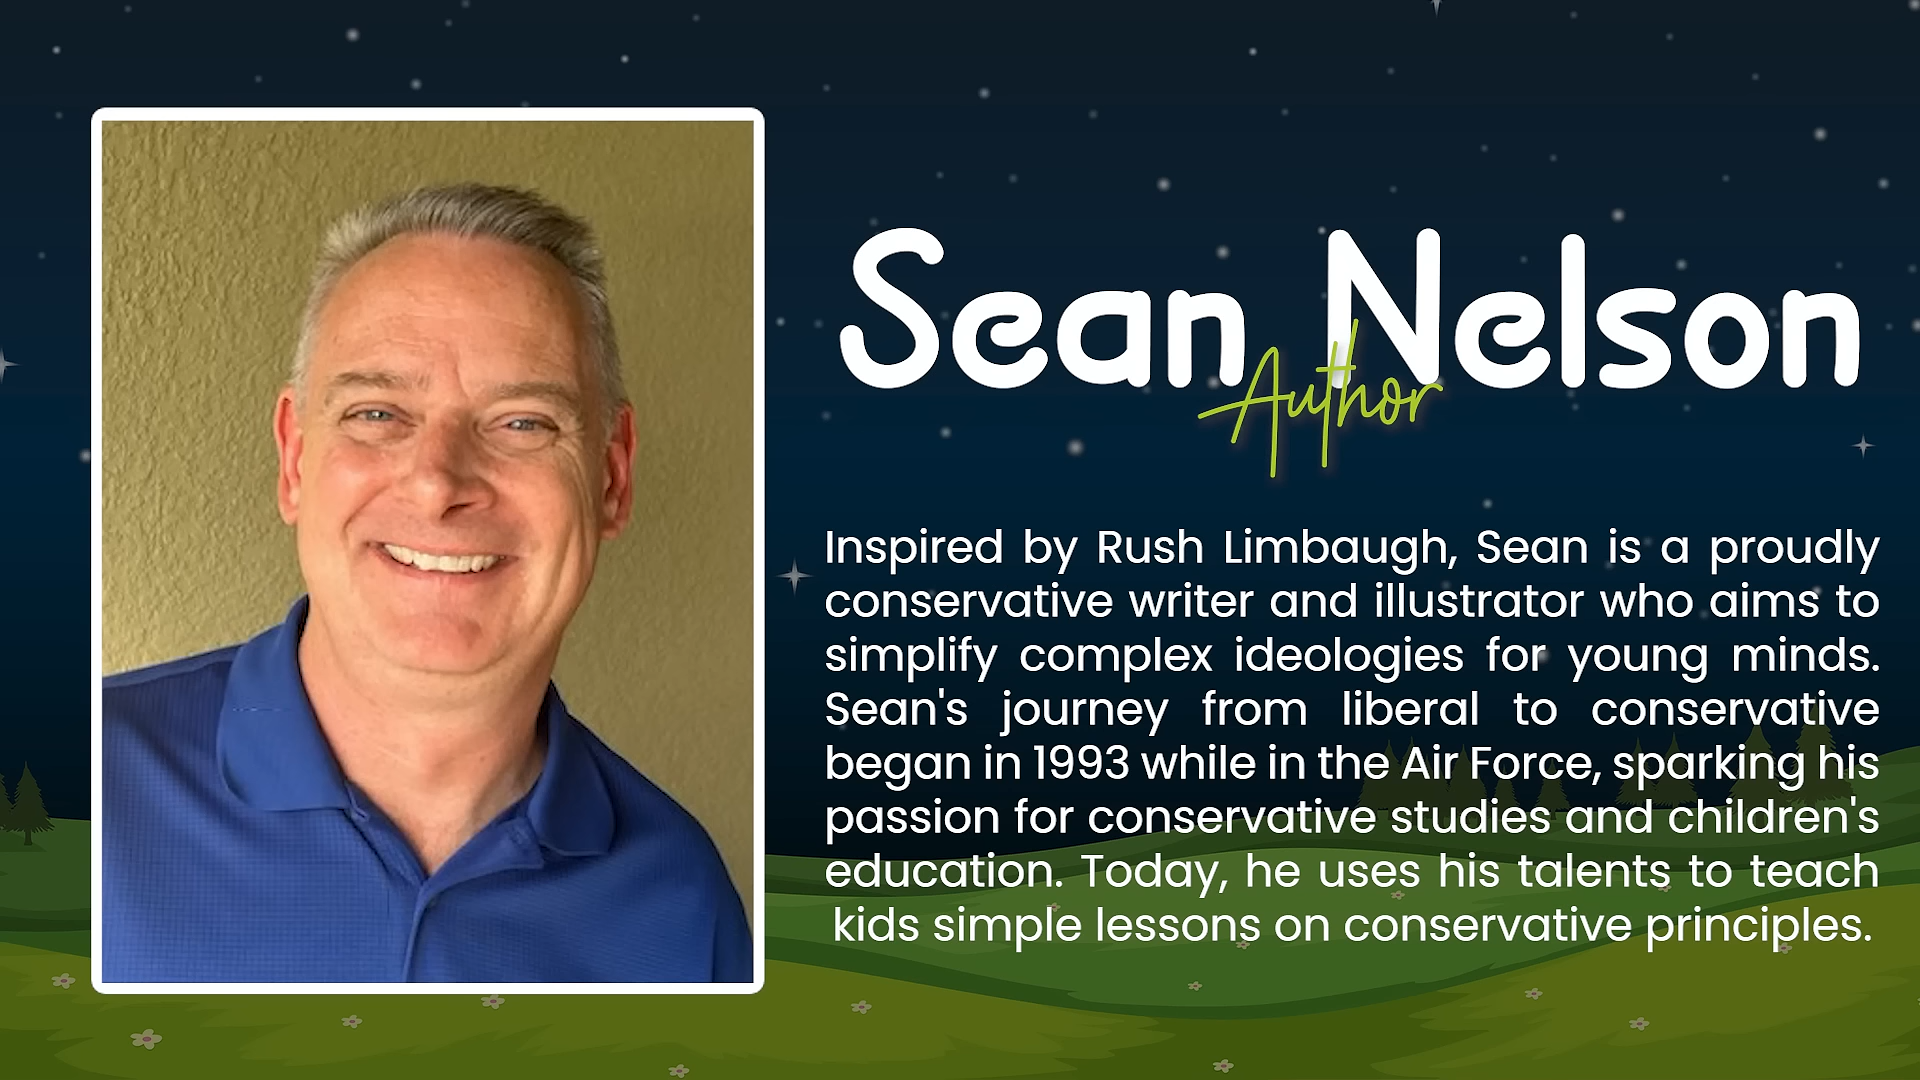 Sean Nelson
Author
Inspired by Rush Limbaugh, Sean is a proudly
conservative writer and illustrator who aims to
simplify complex ideologies for young minds.
Sean's journey from liberal to conservative
began in 1993 while in the Air Force, sparking his
passion for conservative studies and children's
education. Today, he uses his talents to teach
kids simple lessons on conservative principles.